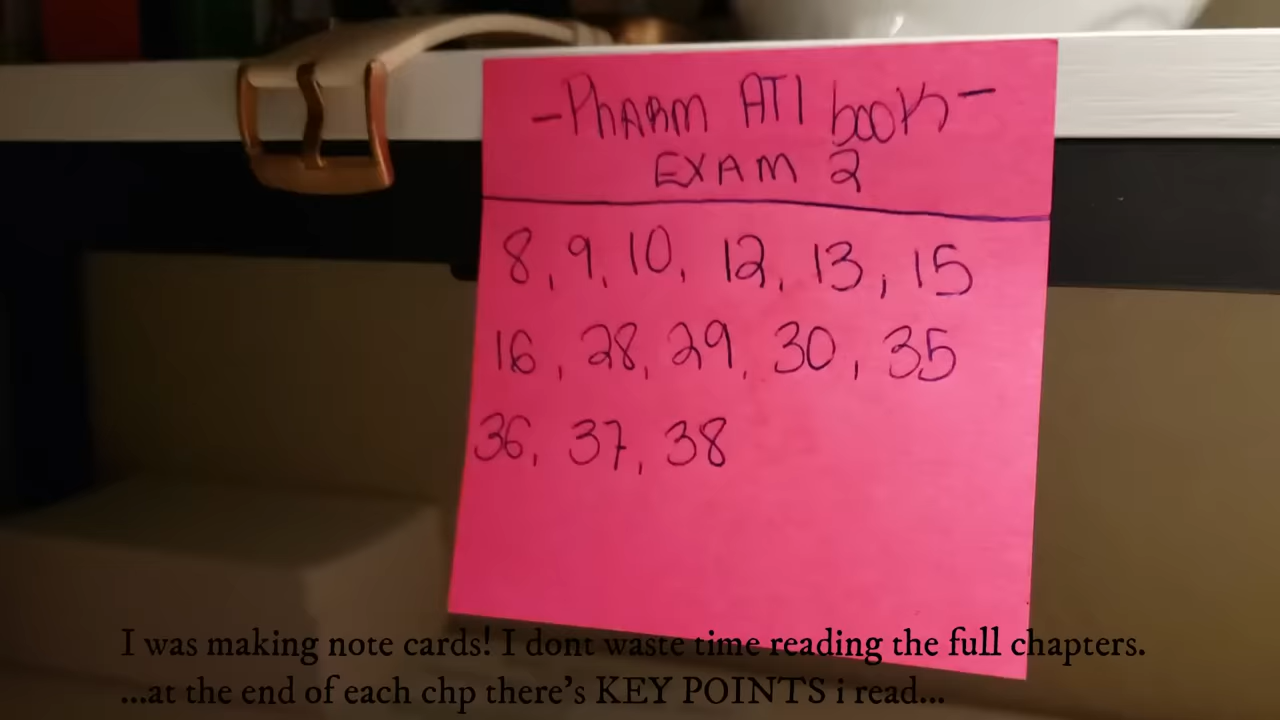 -PHARM ATI book-
EXAM 2
8, 9, 10, 12, 13, 15
16, 28, 29, 30, 35
36, 37, 38
I was making note cards! I dont waste time reading the full chapters.
...at the end of each chp there's KEY POINTS i read...